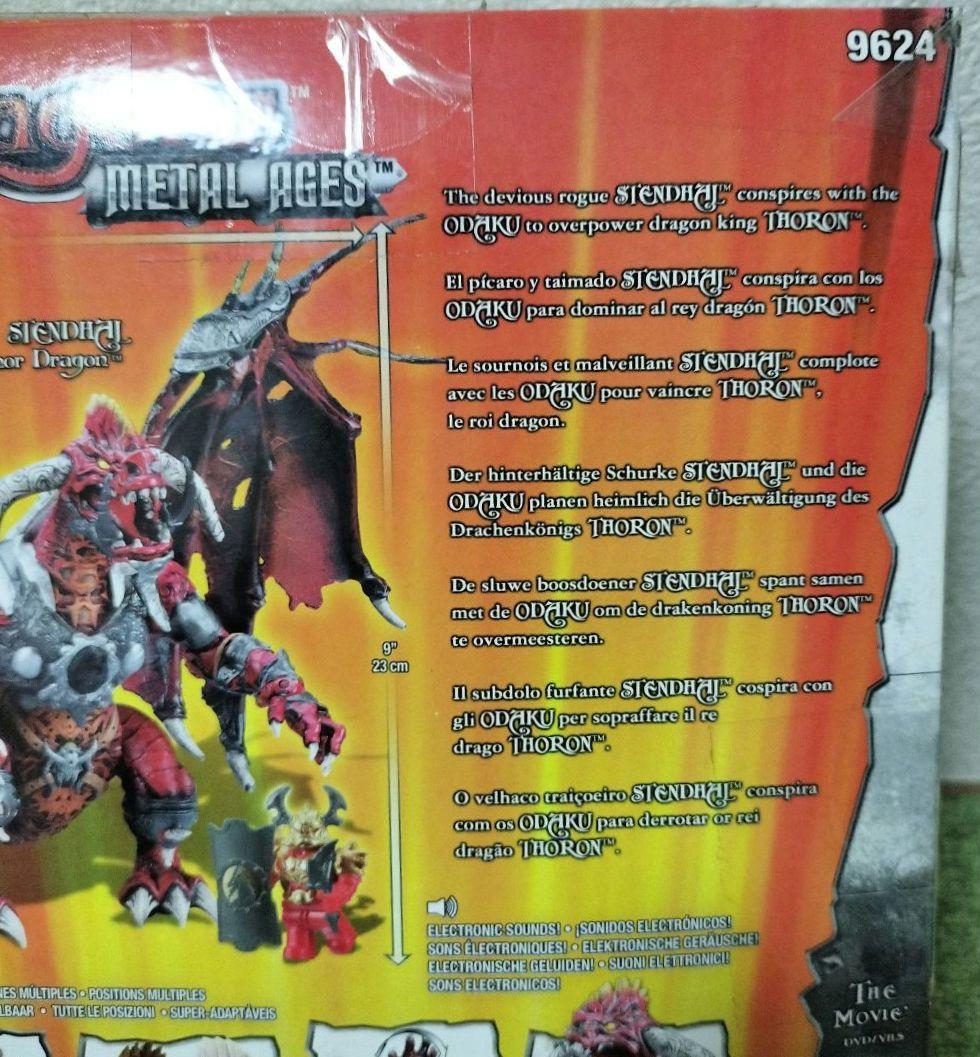 9624
METAL AGES™
The devious rogue STENDHAL™ conspires with the
ODAKU to overpower dragon king THORON™.
El pícaro y taimado STENDHAL™ conspira con los
ODAKU para dominar al rey dragón THORON™.
STENDHAL
Dragon™
Le sournois et malveillant STENDHAL™ complote
avec les ODAKU pour vaincre THORON™,
le roi dragon.
Der hinterhältige Schurke STENDHAL™ und die
ODAKU planen heimlich die Überwältigung des
Drachenkönigs THORON™.
De sluwe boosdoener STENDHAL™ spant samen
met de ODAKU om de drakenkoning THORON™
te overmeesteren.
9"
23 cm
Il subdolo furfante STENDHAL™ cospira con
gli ODAKU per sopraffare il re
drago THORON™.
O velhaco traiçoeiro STENDHAL™ conspira
com os ODAKU para derrotar or rei
dragão THORON™.
ELECTRONIC SOUNDS! • ¡SONIDOS ELECTRÓNICOS!
SONS ÉLECTRONIQUES! • ELEKTRONISCHE GERÄUSCHE!
ELECTRONISCHE GELUIDEN! • SUONI ELETTRONICI!
SONS ELECTRONICOS!
NES MÚLTIPLES • POSITIONS MULTIPLES
LBAAR • TUTTE LE POSIZIONI • SUPER-ADAPTÁVEIS
THE
MOVIE
DVD/VHS